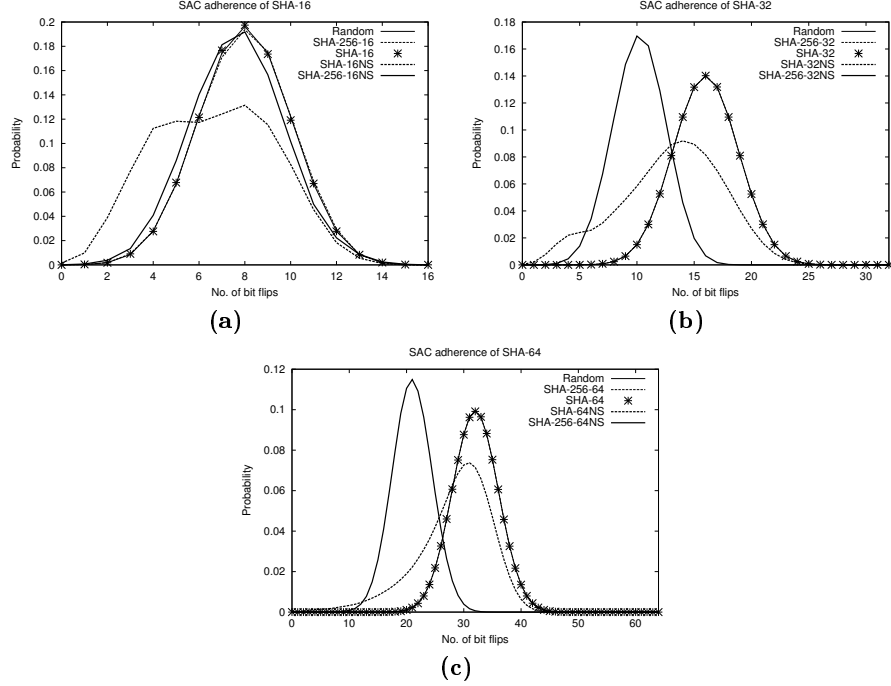 SAC adherence of SHA-16
0.2
0.18
0.16
0.14
0.12
0.1
0.08
0.06
0.04
0.02
0
Probability
Random
SHA-256-16
SHA-16
SHA-16NS
SHA-256-16NS
0 2 4 6 8 10 12 14 16
No. of bit flips
(a)
SAC adherence of SHA-32
0.18
0.16
0.14
0.12
0.1
0.08
0.06
0.04
0.02
0
Probability
Random
SHA-256-32
SHA-32
SHA-32NS
SHA-256-32NS
0 5 10 15 20 25 30
No. of bit flips
(b)
SAC adherence of SHA-64
0.12
0.1
0.08
0.06
0.04
0.02
0
Probability
Random
SHA-256-64
SHA-64
SHA-64NS
SHA-256-64NS
0 10 20 30 40 50 60
No. of bit flips
(c)